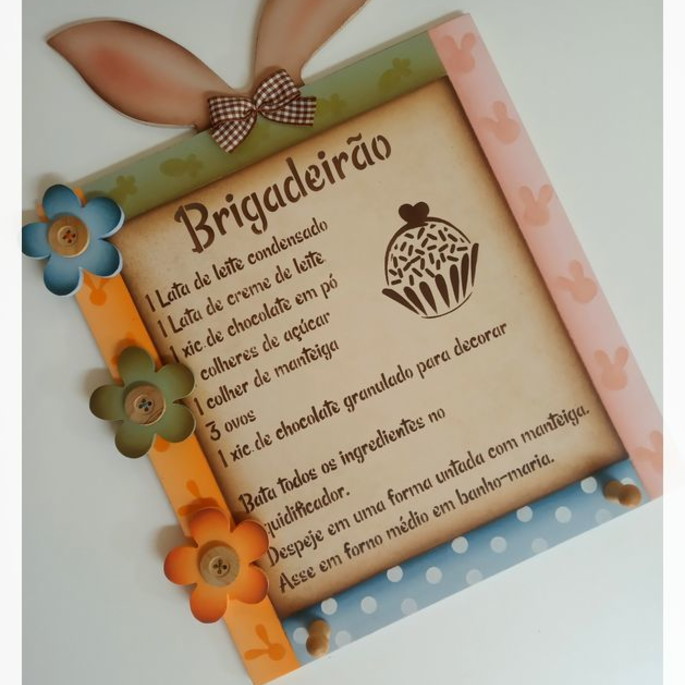 Brigadeirão
1 Lata de leite condensado
1 Lata de creme de leite
1 xic. de chocolate em pó
colheres de açúcar
1 colher de manteiga
3 ovos
1 xic. de chocolate granulado para decorar
Bata todos os ingredientes no
liquidificador.
Despeje em uma forma untada com manteiga.
Asse em forno médio em banho-maria.